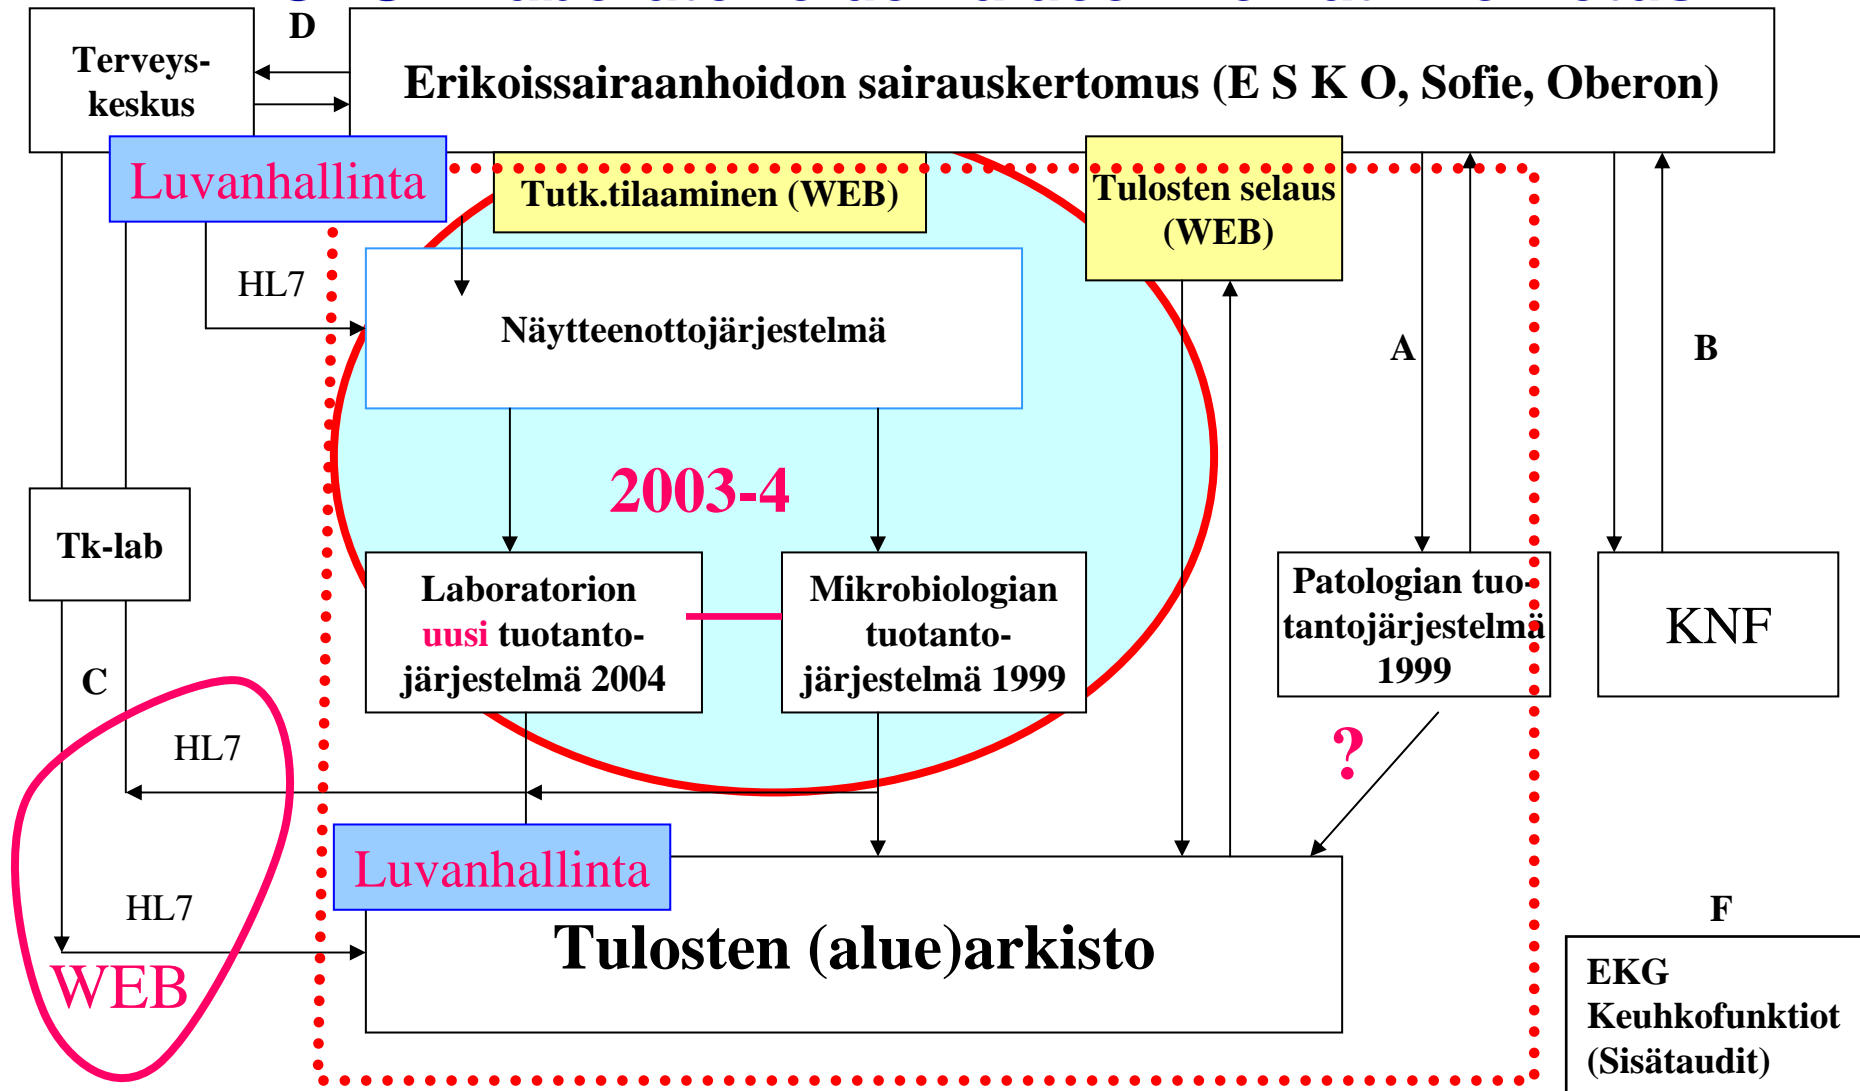 D
Terveys-
keskus
Erikoissairaanhoidon sairauskertomus (E S K O, Sofie, Oberon)
Luvanhallinta
Tutk.tilaaminen (WEB)
Tulosten selaus
(WEB)
HL7
Näytteenottojärjestelmä
A
B
2003-4
Tk-lab
Laboratorion
uusi tuotanto-
järjestelmä 2004
Mikrobiologian
tuotanto-
järjestelmä 1999
Patologian tuo-
tantojärjestelmä
1999
KNF
C
HL7
?
Luvanhallinta
HL7
WEB
Tulosten (alue)arkisto
F
EKG
Keuhkofunktiot
(Sisätaudit)